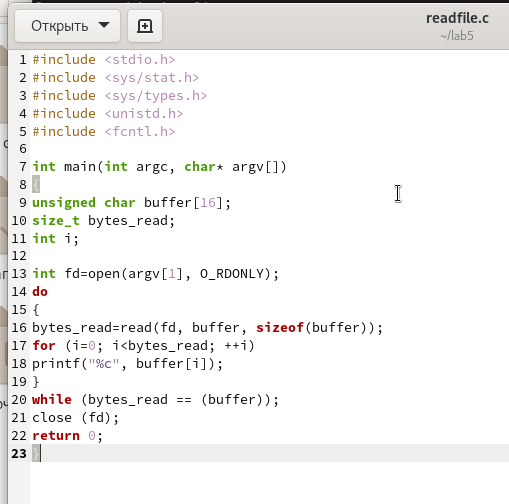 Открыть
readfile.c
~/lab5
1 #include <stdio.h>
2 #include <sys/stat.h>
3 #include <sys/types.h>
4 #include <unistd.h>
5 #include <fcntl.h>
6
7 int main(int argc, char* argv[])
8 {
9 unsigned char buffer[16];
10 size_t bytes_read;
11 int i;
12
13 int fd=open(argv[1], O_RDONLY);
14 do
15 {
16 bytes_read=read(fd, buffer, sizeof(buffer));
17 for (i=0; i<bytes_read; ++i)
18 printf("%c", buffer[i]);
19 }
20 while (bytes_read == (buffer));
21 close (fd);
22 return 0;
23 }